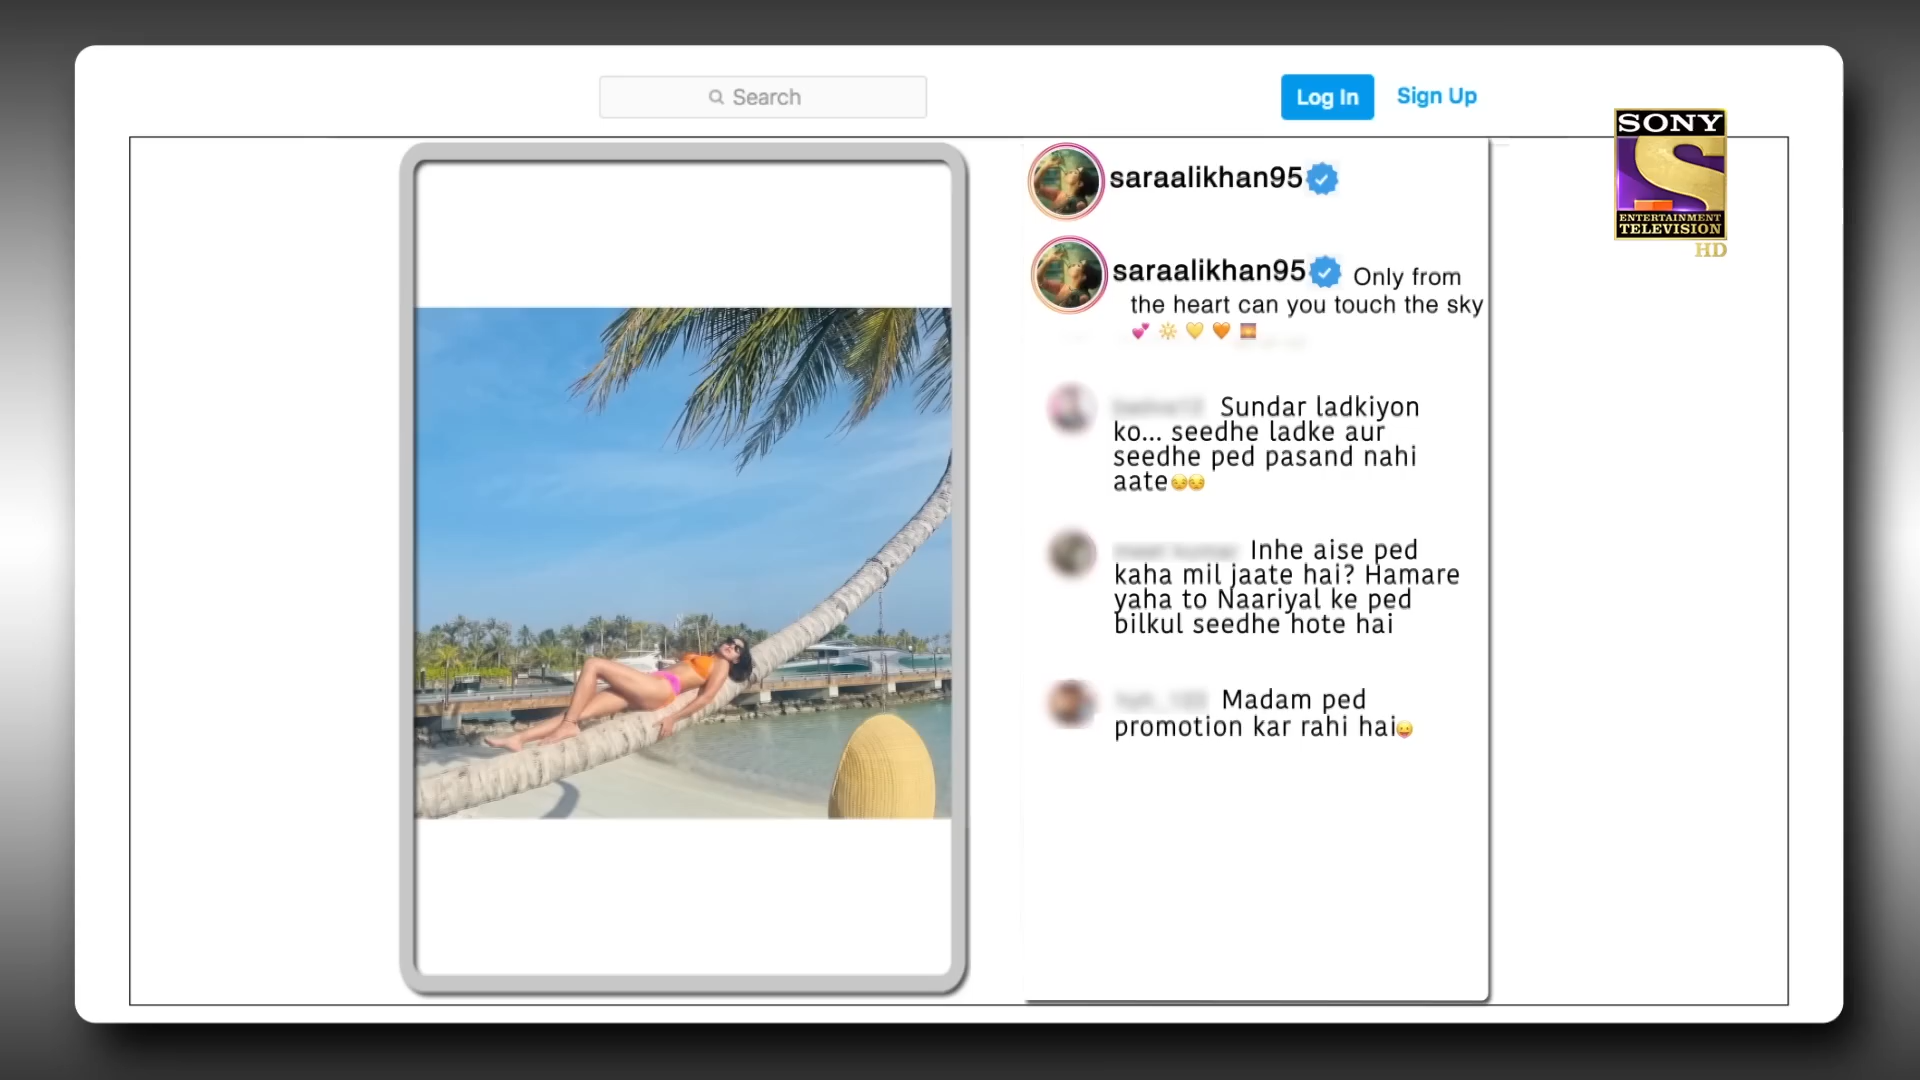 Search
Log In
Sign Up
SONY
ENTERTAINMENT
TELEVISION
HD
saraalikhan95
saraalikhan95 Only from
the heart can you touch the sky
💕 🔆 💛 🧡 🌅
Sundar ladkiyon
ko... seedhe ladke aur
seedhe ped pasand nahi
aate😏😏
Inhe aise ped
kaha mil jaate hai? Hamare
yaha to Naariyal ke ped
bilkul seedhe hote hai
Madam ped
promotion kar rahi hai😛